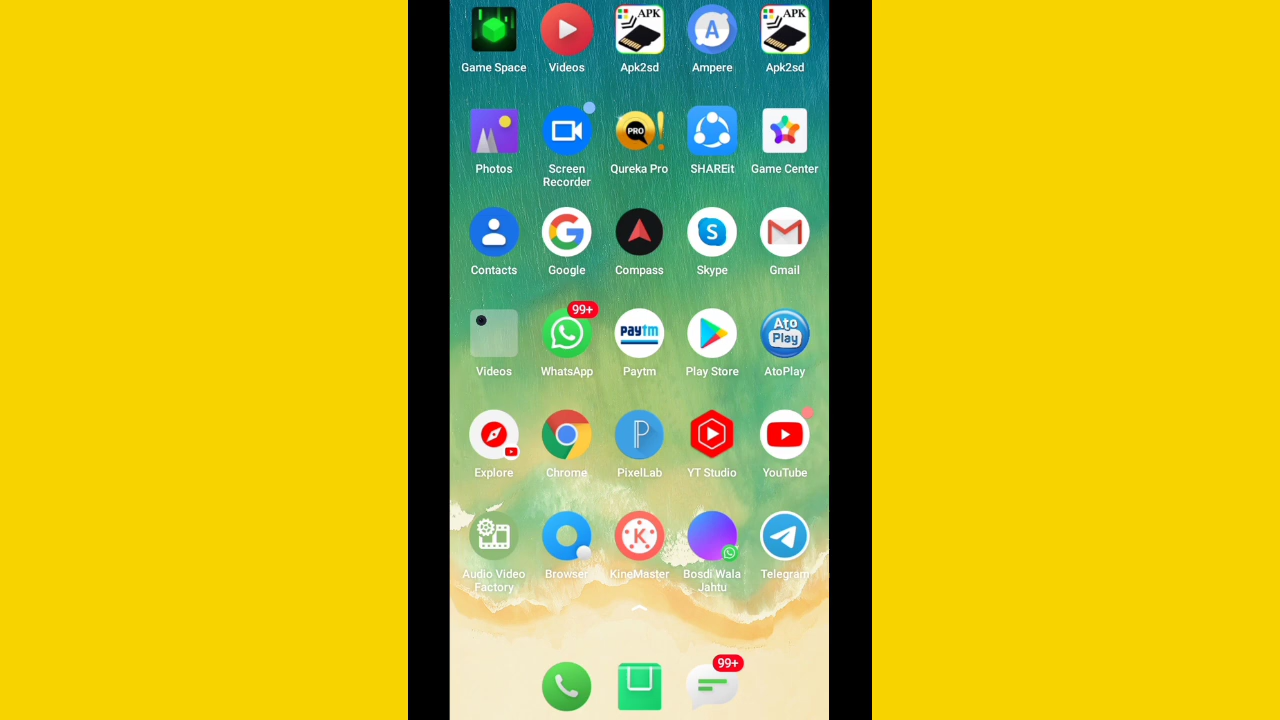 APK
A
APK
Game Space
Videos
Apk2sd
Ampere
Apk2sd
PRO
Photos
Screen
Recorder
Qureka Pro
SHAREit
Game Center
G
S
Contacts
Google
Compass
Skype
Gmail
99+
paytm
Ato
Play
Videos
WhatsApp
Paytm
Play Store
AtoPlay
P
Explore
Chrome
PixelLab
YT Studio
YouTube
K
Audio Video
Factory
Browser
KineMaster
Bosdi Wala
Jahtu
Telegram
99+